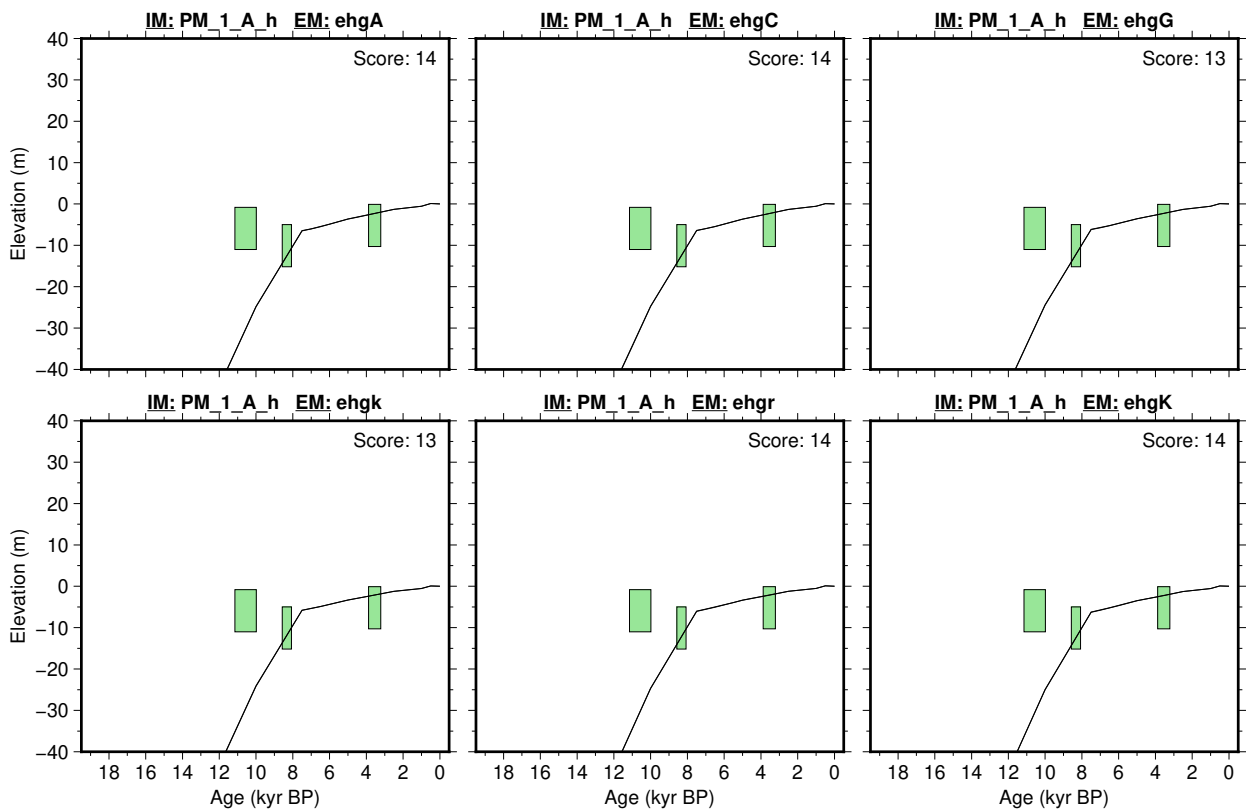 IM: PM_1_A_h EM: ehgA
IM: PM_1_A_h EM: ehgC
IM: PM_1_A_h EM: ehgG
Score: 14
Score: 14
Score: 13
40
30
20
10
0
−10
−20
−30
−40
Elevation (m)
IM: PM_1_A_h EM: ehgk
IM: PM_1_A_h EM: ehgr
IM: PM_1_A_h EM: ehgK
Score: 13
Score: 14
Score: 14
40
30
20
10
0
−10
−20
−30
−40
Elevation (m)
18 16 14 12 10 8 6 4 2 0
18 16 14 12 10 8 6 4 2 0
18 16 14 12 10 8 6 4 2 0
Age (kyr BP)
Age (kyr BP)
Age (kyr BP)